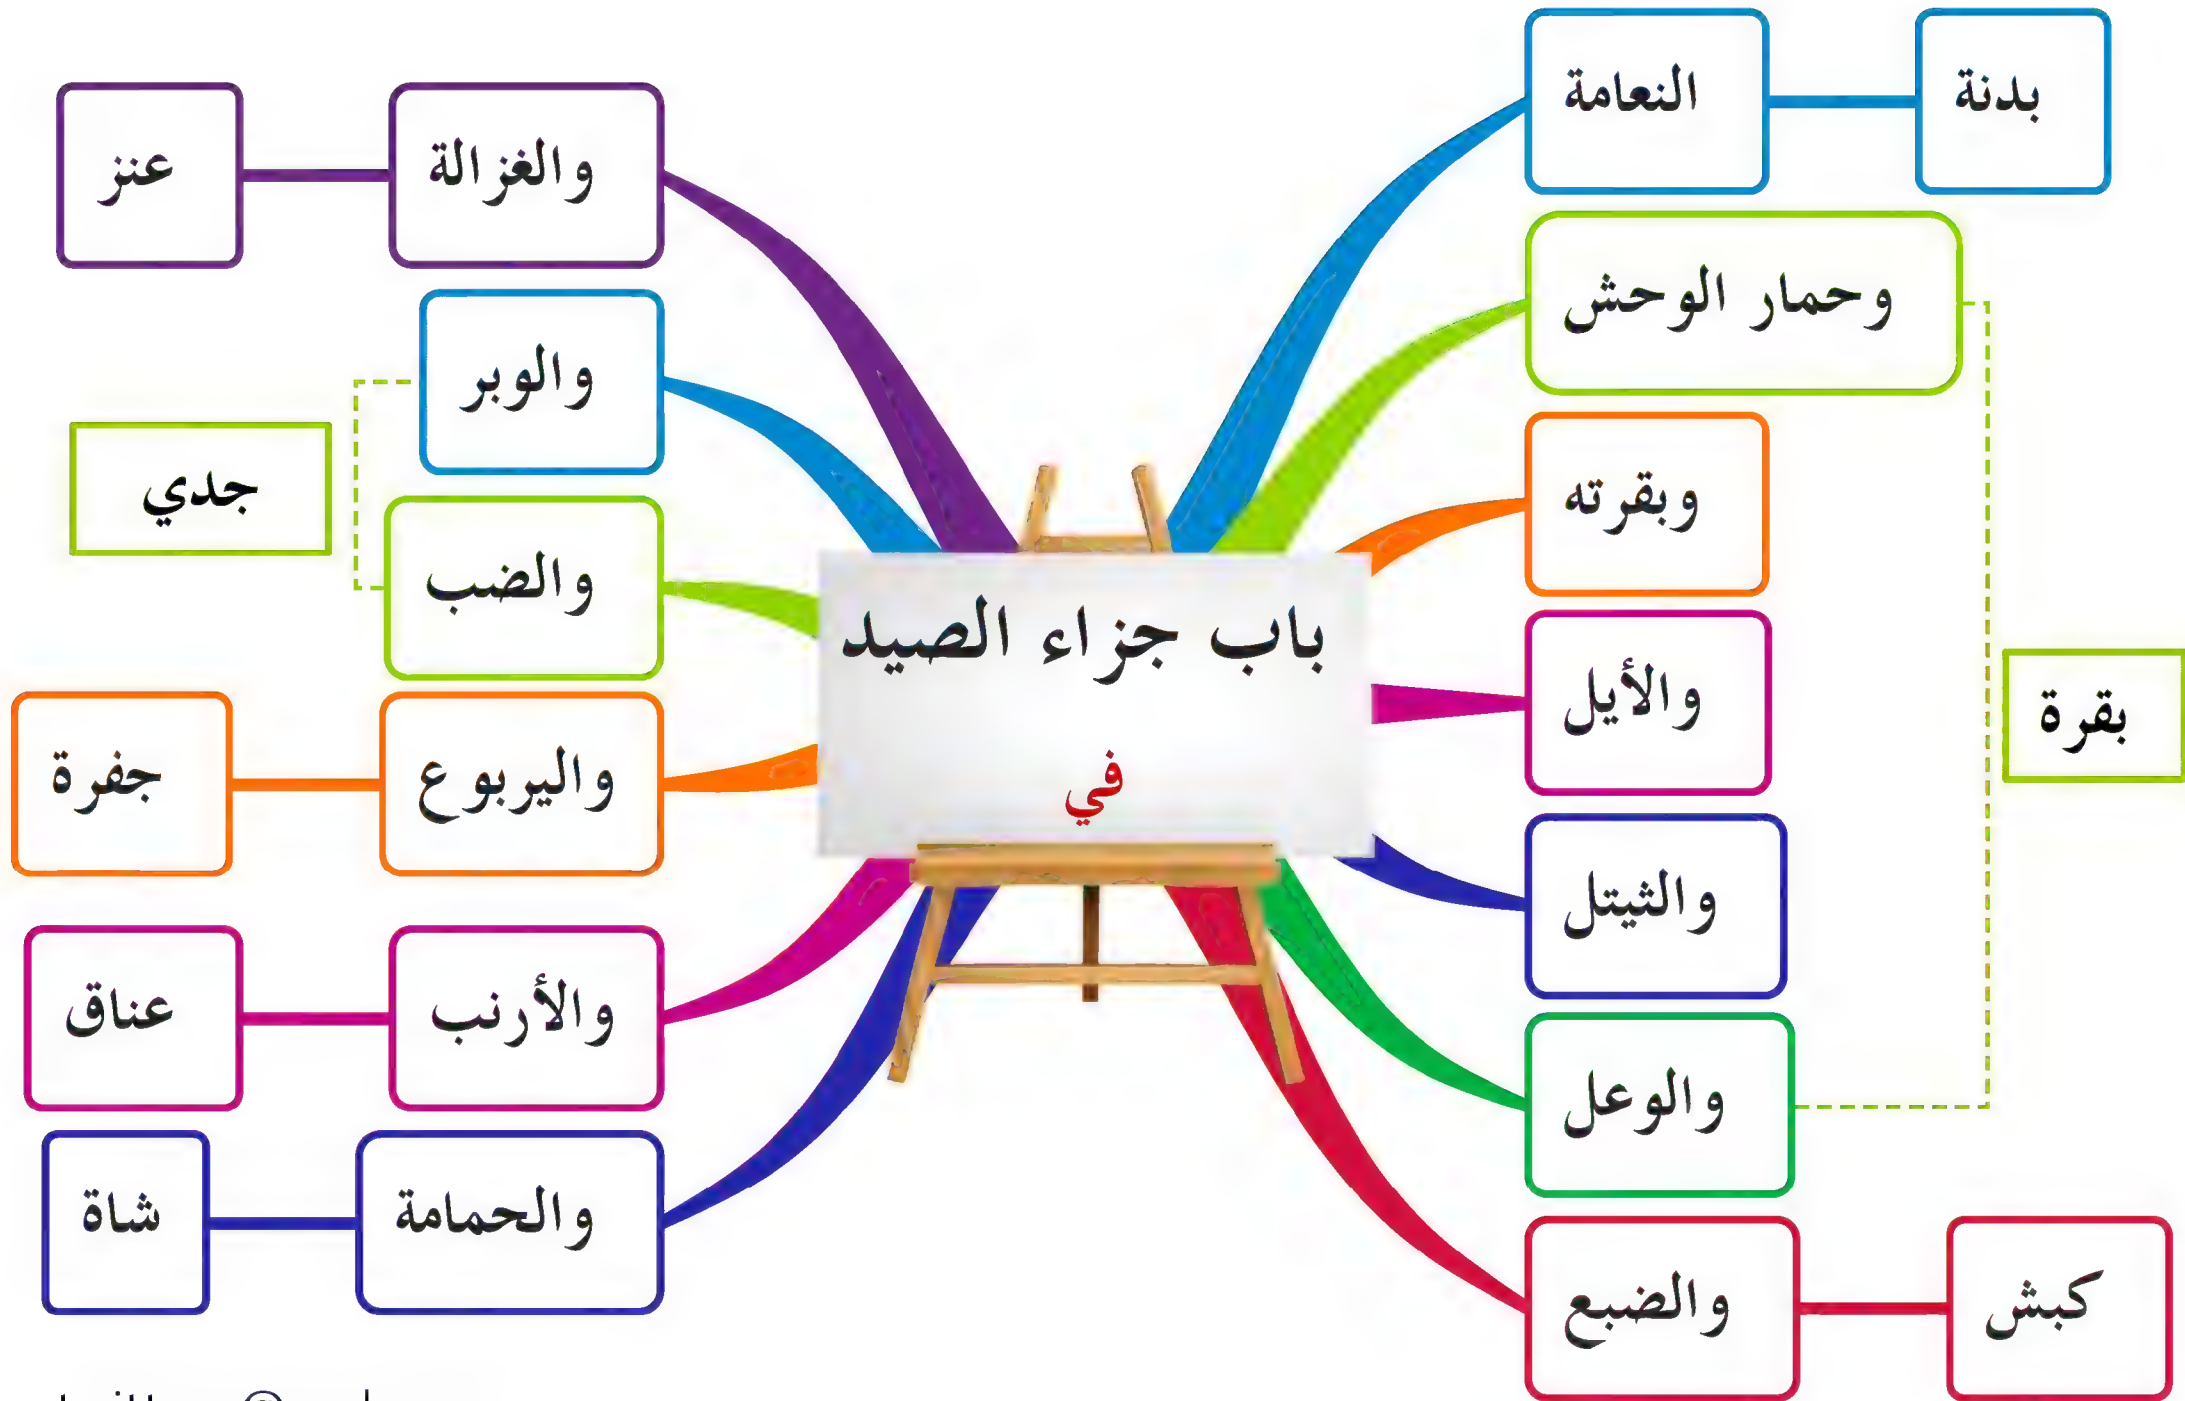 باب جزاء الصيد
في
النعامة
بدنة
وحمار الوحش
وبقرته
والأيل
والثيتل
والوعل
بقرة
والضبع
كبش
والغزالة
عنز
والوبر
والضب
جدي
واليربوع
جفرة
والأرنب
عناق
والحمامة
شاة